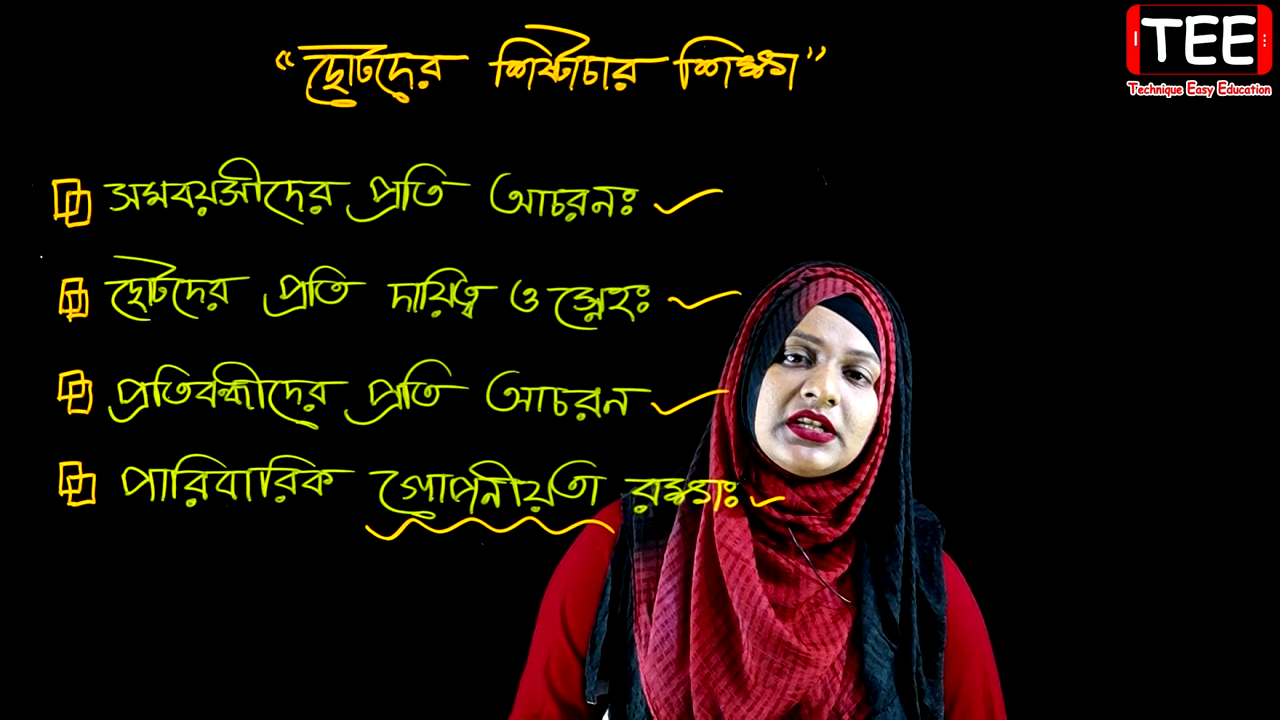 “ছোটদের শিষ্টাচার শিক্ষা”
TEE
Technique Easy Education
সমবয়সীদের প্রতি আচরনঃ
ছোটদের প্রতি দায়িত্ব ও স্নেহঃ
প্রতিবন্ধীদের প্রতি আচরন
পারিবারিক গোপনীয়তা রক্ষাঃ